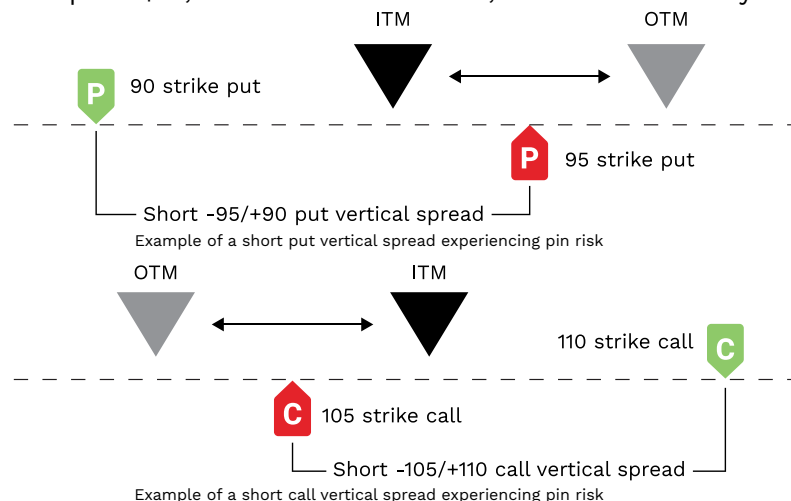 ITM OTM
P 90 strike put
P 95 strike put
Short -95/+90 put vertical spread
Example of a short put vertical spread experiencing pin risk
OTM ITM
110 strike call C
C 105 strike call
Short -105/+110 call vertical spread
Example of a short call vertical spread experiencing pin risk